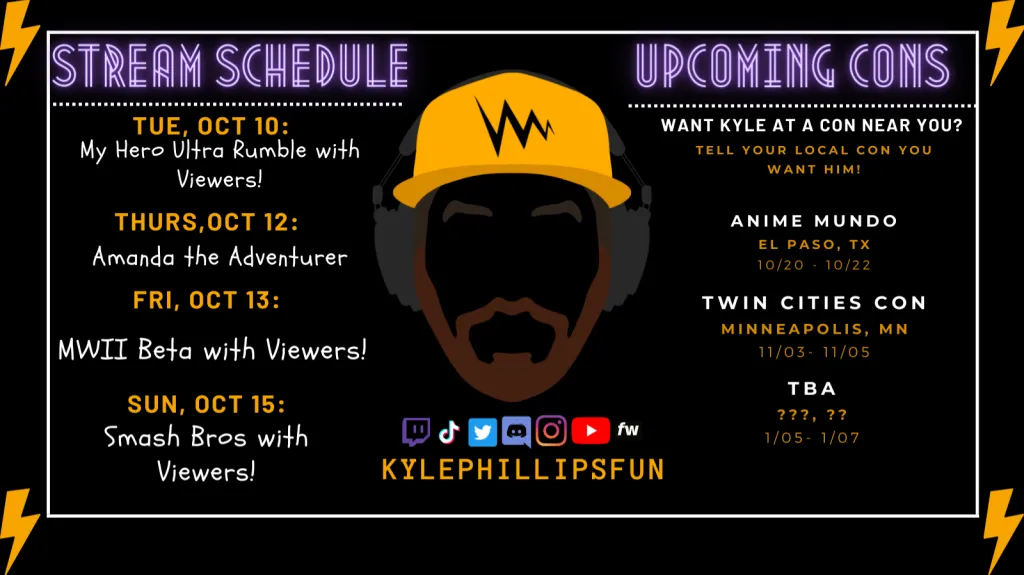 STREAM SCHEDULE
TUE, OCT 10:
My Hero Ultra Rumble with
Viewers!
THURS,OCT 12:
Amanda the Adventurer
FRI, OCT 13:
MWII Beta with Viewers!
SUN, OCT 15:
Smash Bros with
Viewers!
fw
KYLEPHILLIPSFUN
UPCOMING CONS
WANT KYLE AT A CON NEAR YOU?
TELL YOUR LOCAL CON YOU
WANT HIM!
ANIME MUNDO
EL PASO, TX
10/20 - 10/22
TWIN CITIES CON
MINNEAPOLIS, MN
11/03- 11/05
TBA
???, ??
1/05- 1/07